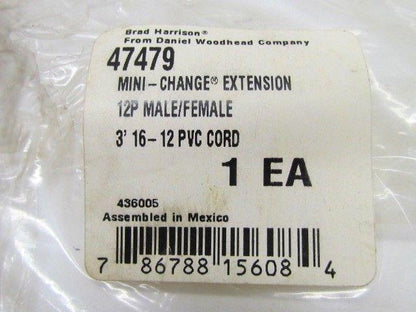 Brad Harrison®
From Daniel Woodhead Company
47479
MINI-CHANGE® EXTENSION
12P MALE/FEMALE
3' 16-12 PVC CORD
1 EA
436005
Assembled in Mexico
7 86788 15608 4